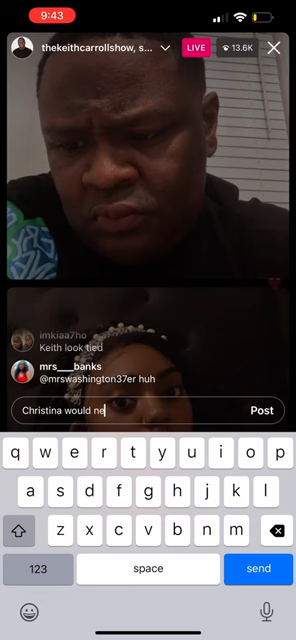 9:43
thekeithcarrollshow, s...
LIVE
13.6K
imkiaa7ho
Keith look tied
mrs___banks
@mrswashington37er huh
Christina would ne
Post
q w e r t y u i o p
a s d f g h j k l
z x c v b n m
123
space
send